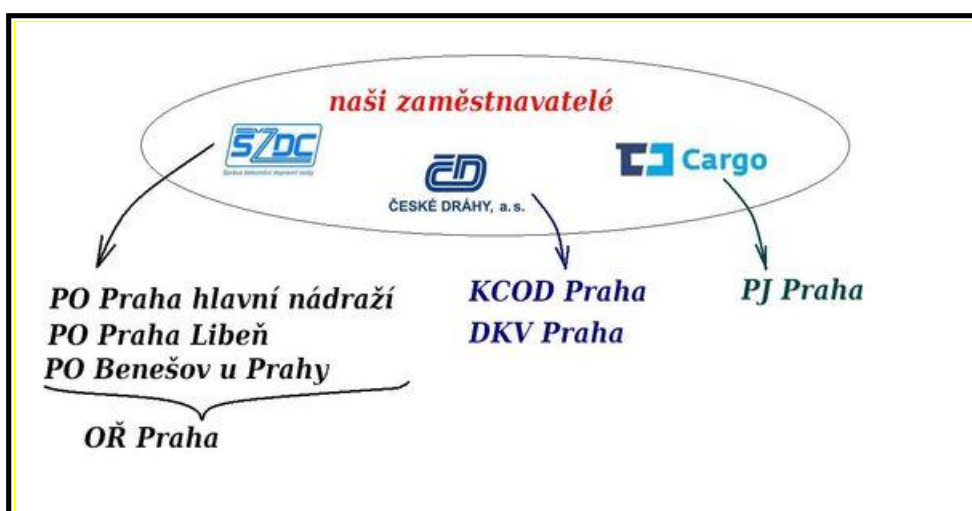 naši zaměstnavatelé
SŽDC
Správa železniční dopravní cesty
ČD
ČESKÉ DRÁHY, a.s.
Cargo
PO Praha hlavní nádraží
PO Praha Libeň
PO Benešov u Prahy
OŘ Praha
KCOD Praha
DKV Praha
PJ Praha